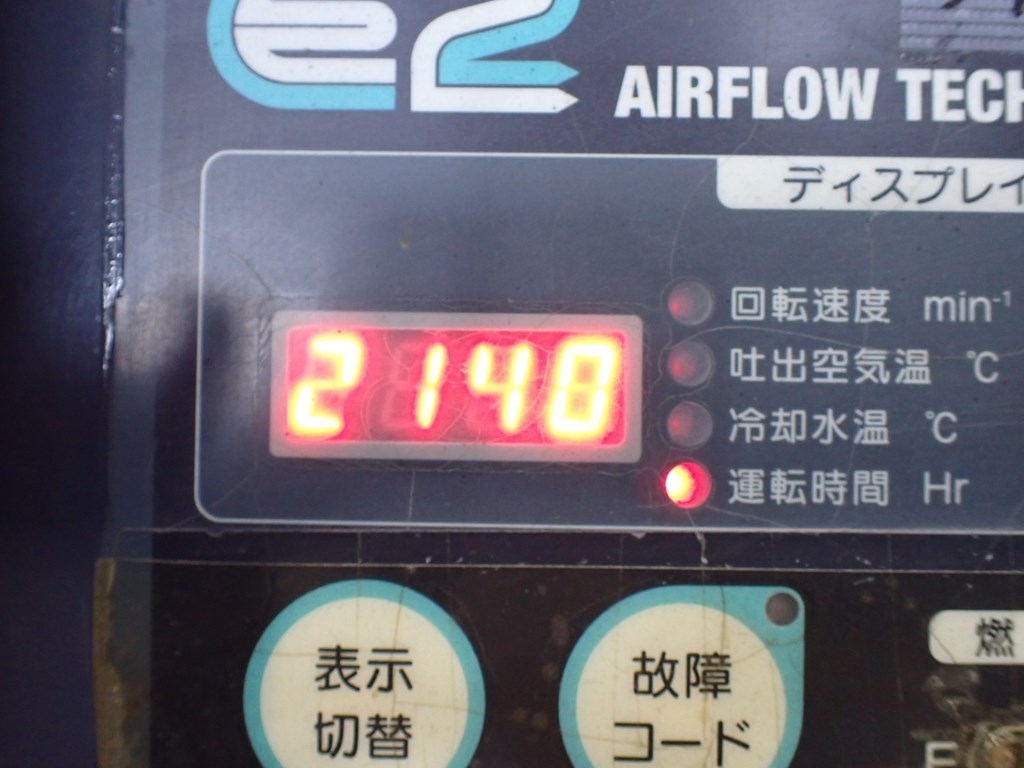 e2
AIRFLOW TECH
ディスプレイ
回転速度 min⁻¹
吐出空気温 ℃
2140
冷却水温 ℃
運転時間 Hr
表示
切替
故障
コード
燃